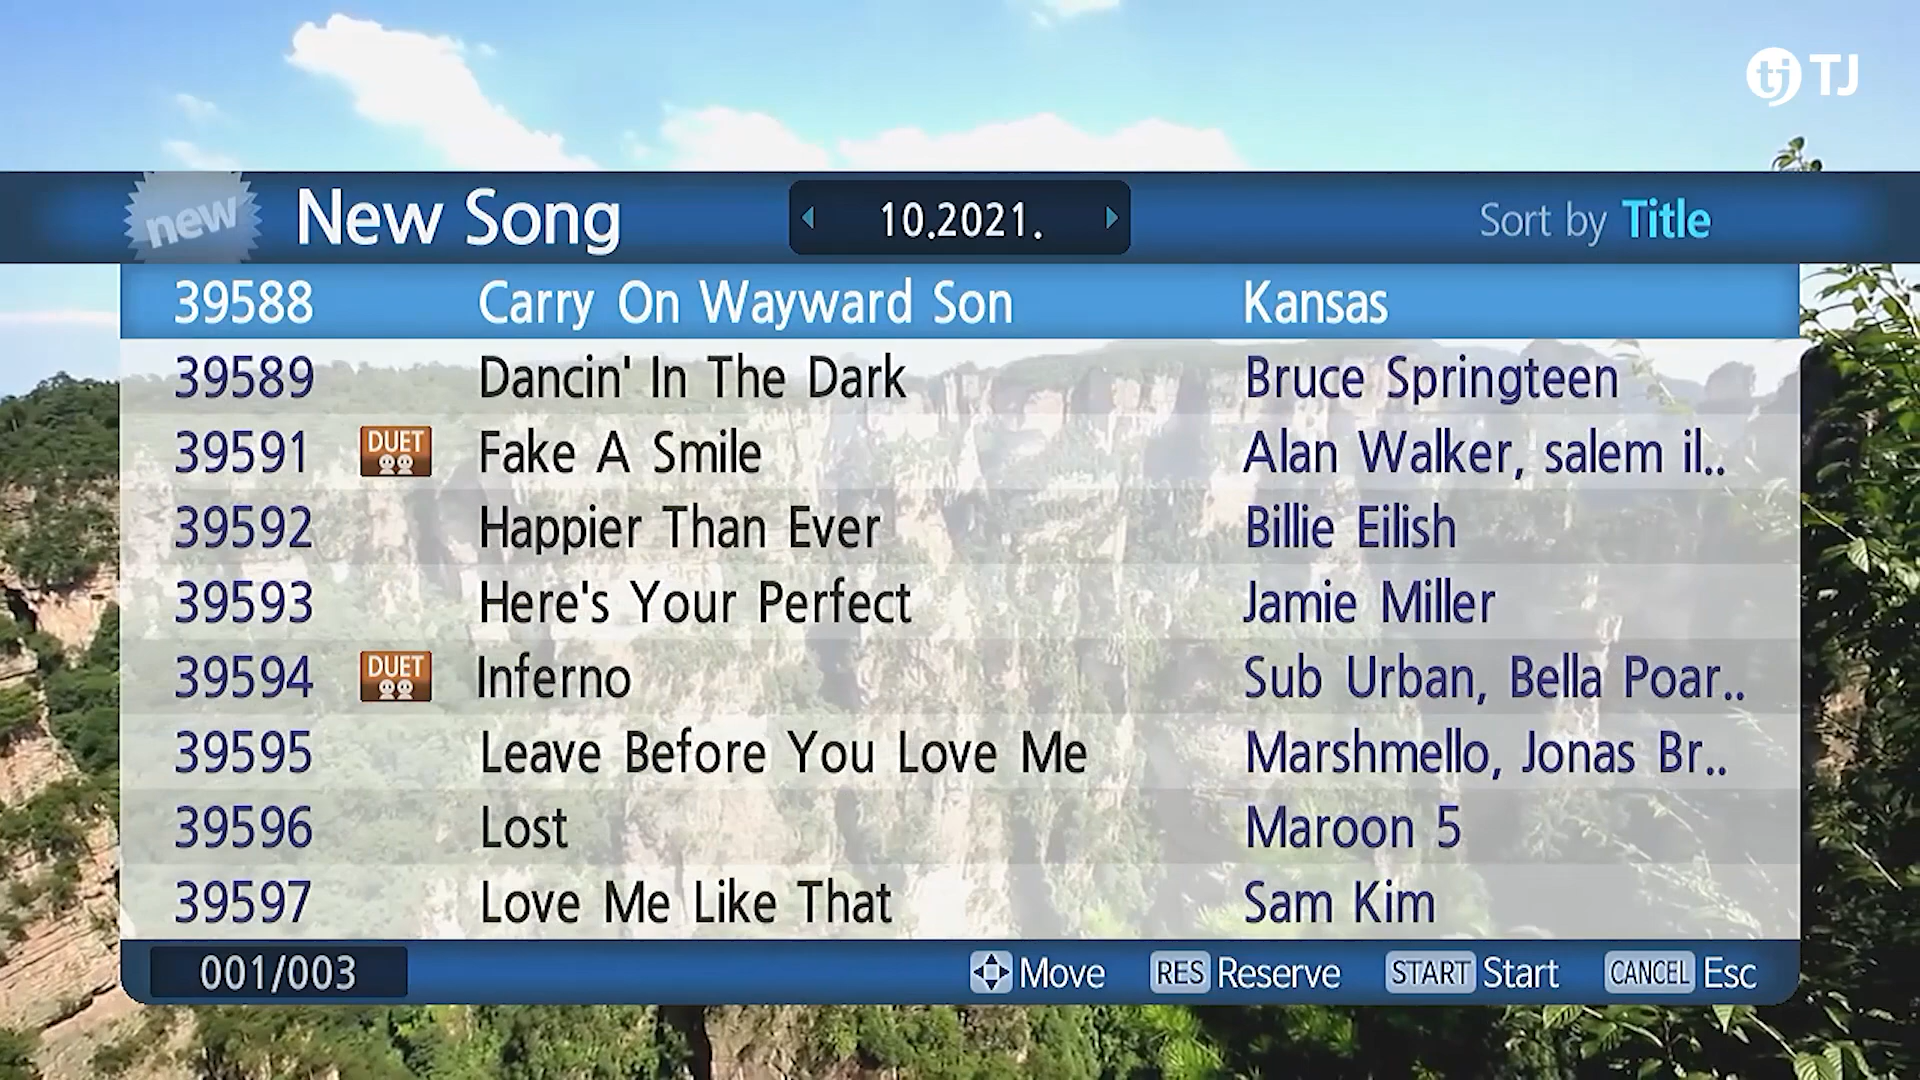 tj TJ
new New Song 10.2021. Sort by Title
39588 Carry On Wayward Son Kansas
39589 Dancin' In The Dark Bruce Springteen
39591 DUET Fake A Smile Alan Walker, salem il..
39592 Happier Than Ever Billie Eilish
39593 Here's Your Perfect Jamie Miller
39594 DUET Inferno Sub Urban, Bella Poar..
39595 Leave Before You Love Me Marshmello, Jonas Br..
39596 Lost Maroon 5
39597 Love Me Like That Sam Kim
001/003 Move RES Reserve START Start CANCEL Esc